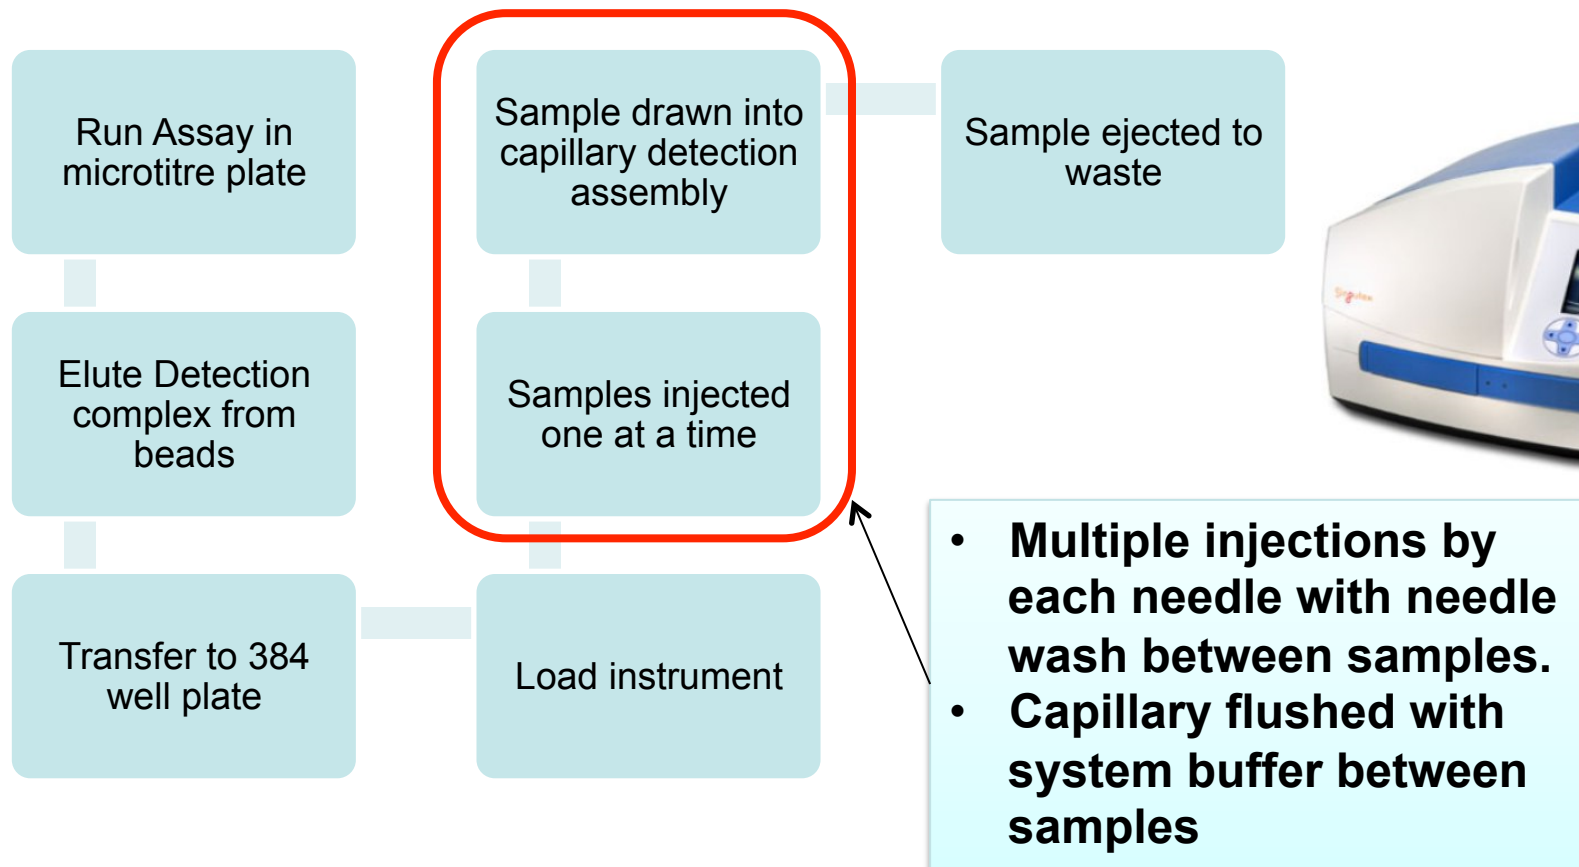 Run Assay in
microtitre plate
Elute Detection
complex from
beads
Transfer to 384
well plate
Load instrument
Samples injected
one at a time
Sample drawn into
capillary detection
assembly
Sample ejected to
waste
Singulex
• Multiple injections by
each needle with needle
wash between samples.
• Capillary flushed with
system buffer between
samples